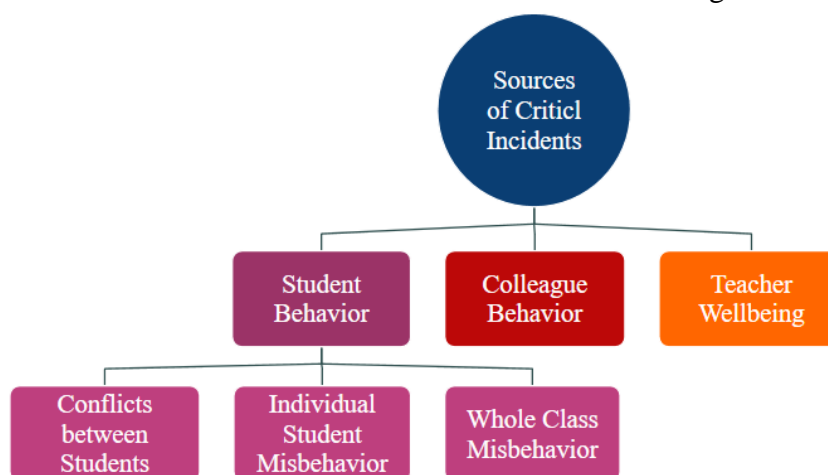 Sources
of Criticl
Incidents
Student
Behavior
Colleague
Behavior
Teacher
Wellbeing
Conflicts
between
Students
Individual
Student
Misbehavior
Whole Class
Misbehavior